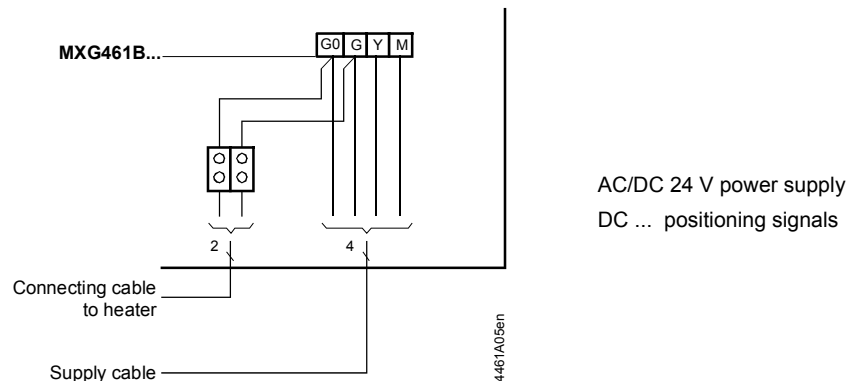 MXG461B...
G0 G Y M
AC/DC 24 V power supply
DC ... positioning signals
2
4
Connecting cable
to heater
Supply cable
4461A05en